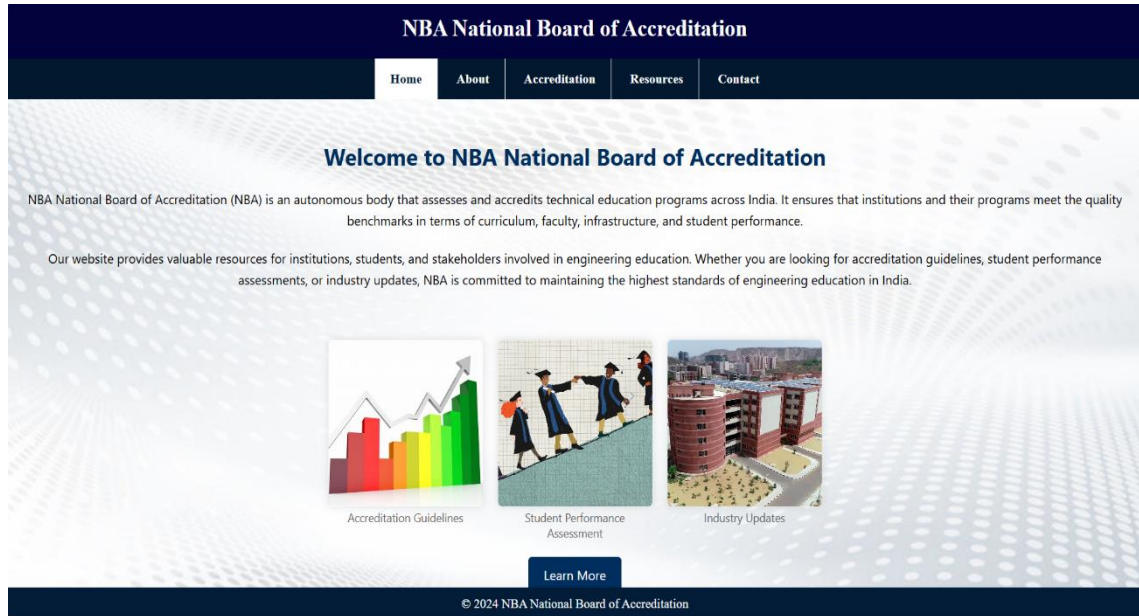 NBA National Board of Accreditation
Home About Accreditation Resources Contact
Welcome to NBA National Board of Accreditation
NBA National Board of Accreditation (NBA) is an autonomous body that assesses and accredits technical education programs across India. It ensures that institutions and their programs meet the quality
benchmarks in terms of curriculum, faculty, infrastructure, and student performance.
Our website provides valuable resources for institutions, students, and stakeholders involved in engineering education. Whether you are looking for accreditation guidelines, student performance
assessments, or industry updates, NBA is committed to maintaining the highest standards of engineering education in India.
Accreditation Guidelines
Student Performance
Assessment
Industry Updates
Learn More
© 2024 NBA National Board of Accreditation